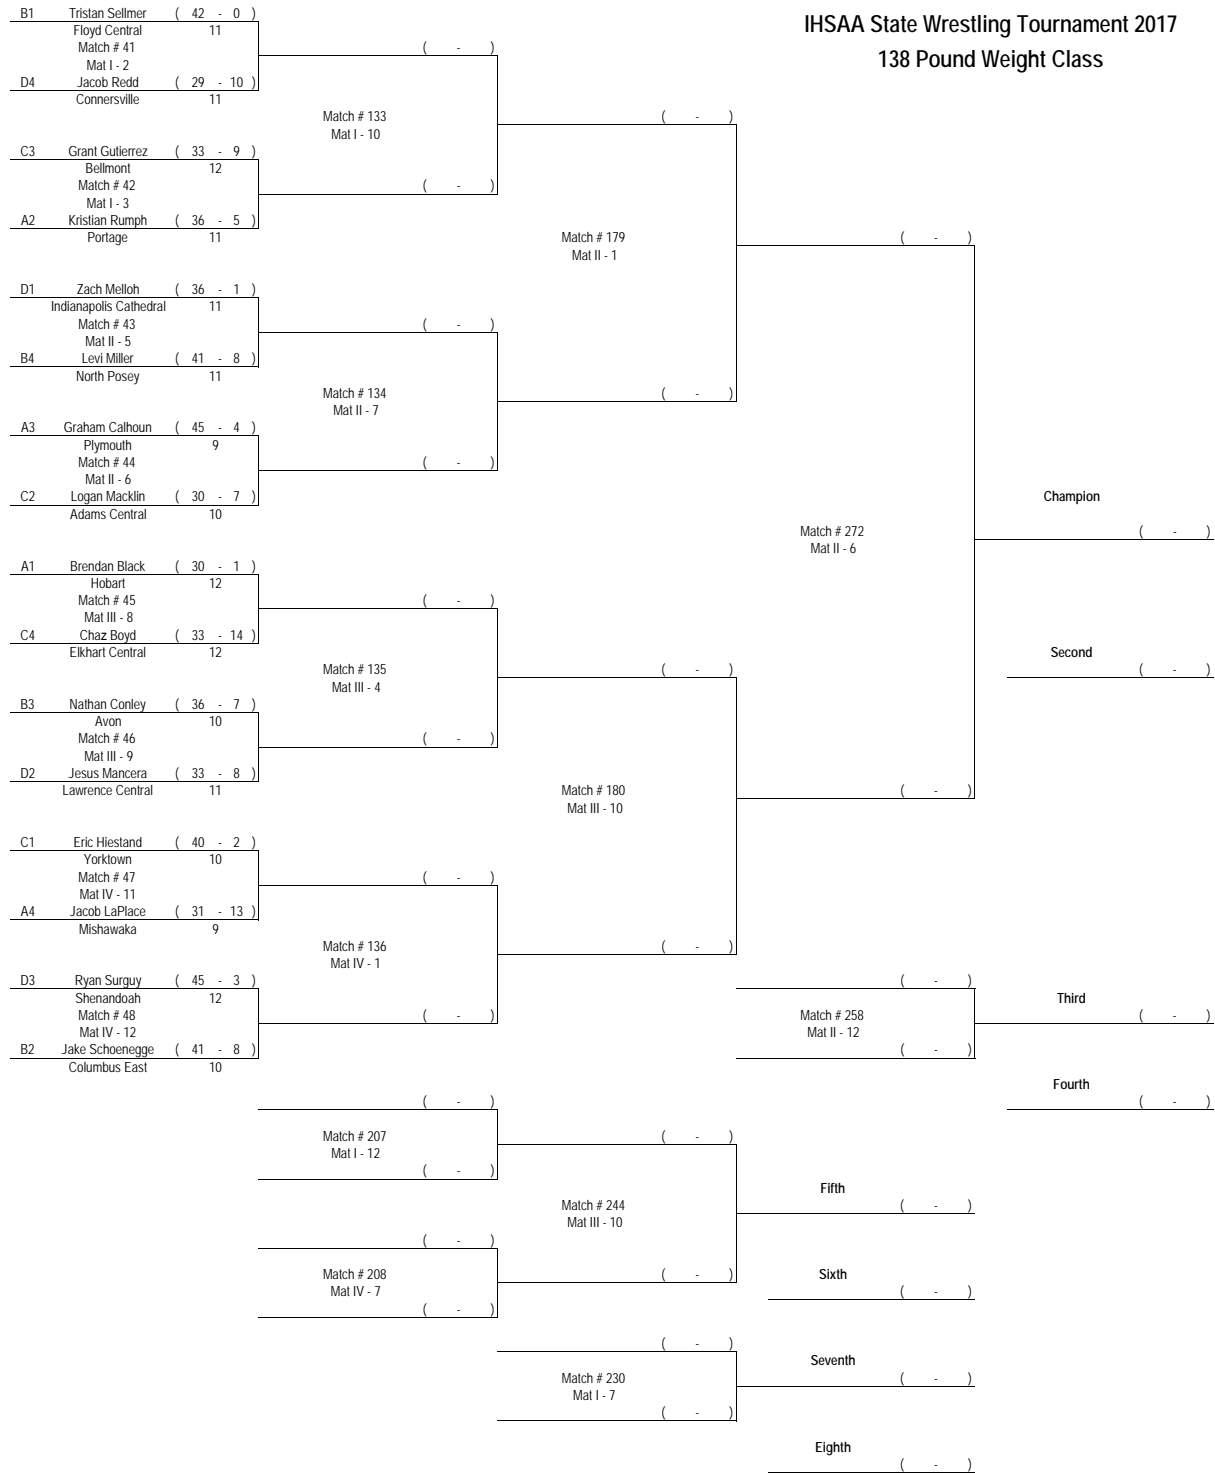 IHSAA State Wrestling Tournament 2017
138 Pound Weight Class
B1 Tristan Sellmer ( 42 - 0 )
Floyd Central 11
Match # 41
Mat I - 2
D4 Jacob Redd ( 29 - 10 )
Connersville 11
C3 Grant Gutierrez ( 33 - 9 )
Bellmont 12
Match # 42
Mat I - 3
A2 Kristian Rumph ( 36 - 5 )
Portage 11
D1 Zach Melloh ( 36 - 1 )
Indianapolis Cathedral 11
Match # 43
Mat II - 5
B4 Levi Miller ( 41 - 8 )
North Posey 11
A3 Graham Calhoun ( 45 - 4 )
Plymouth 9
Match # 44
Mat II - 6
C2 Logan Macklin ( 30 - 7 )
Adams Central 10
A1 Brendan Black ( 30 - 1 )
Hobart 12
Match # 45
Mat III - 8
C4 Chaz Boyd ( 33 - 14 )
Elkhart Central 12
B3 Nathan Conley ( 36 - 7 )
Avon 10
Match # 46
Mat III - 9
D2 Jesus Mancera ( 33 - 8 )
Lawrence Central 11
C1 Eric Hiestand ( 40 - 2 )
Yorktown 10
Match # 47
Mat IV - 11
A4 Jacob LaPlace ( 31 - 13 )
Mishawaka 9
D3 Ryan Surguy ( 45 - 3 )
Shenandoah 12
Match # 48
Mat IV - 12
B2 Jake Schoenegge ( 41 - 8 )
Columbus East 10
( - )
Match # 133
Mat I - 10
( - )
( - )
Match # 134
Mat II - 7
( - )
( - )
Match # 135
Mat III - 4
( - )
( - )
Match # 136
Mat IV - 1
( - )
( - )
Match # 179
Mat II - 1
( - )
( - )
Match # 180
Mat III - 10
( - )
( - )
Match # 272
Mat II - 6
( - )
Champion
( - )
Second
( - )
( - )
Match # 258
Mat II - 12
( - )
Third
( - )
Fourth
( - )
( - )
Match # 207
Mat I - 12
( - )
( - )
Match # 208
Mat IV - 7
( - )
( - )
Match # 244
Mat III - 10
( - )
Fifth
( - )
Sixth
( - )
( - )
Match # 230
Mat I - 7
( - )
Seventh
( - )
Eighth
( - )